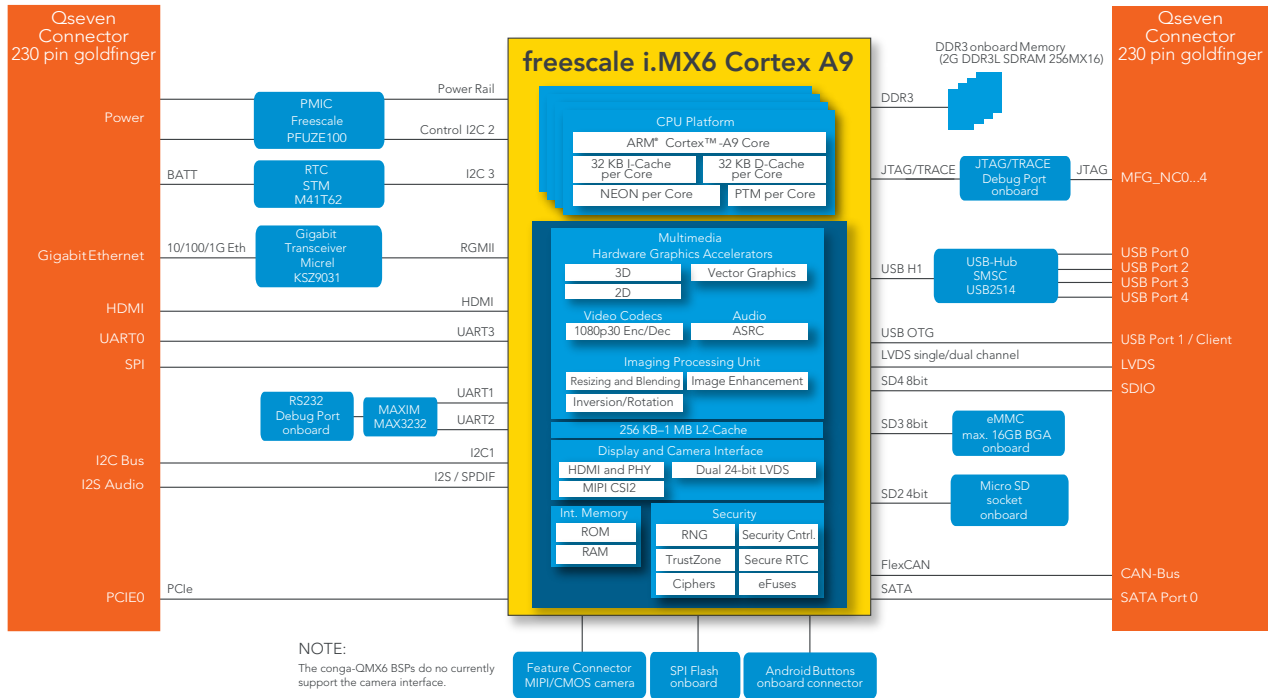 Qseven
Connector
230 pin goldfinger
Power
Gigabit Ethernet
HDMI
UART0
SPI
I2C Bus
I2S Audio
PCIE0
BATT
10/100/1G Eth
PCIe
PMIC
Freescale
PFUZE100
RTC
STM
M41T62
Gigabit
Transceiver
Micrel
KSZ9031
RS232
Debug Port
onboard
MAXIM
MAX3232
Power Rail
Control I2C 2
I2C 3
RGMII
HDMI
UART3
UART1
UART2
I2C1
I2S / SPDIF
freescale i.MX6 Cortex A9
CPU Platform
ARM® Cortex™-A9 Core
32 KB I-Cache
per Core
32 KB D-Cache
per Core
NEON per Core
PTM per Core
Multimedia
Hardware Graphics Accelerators
3D
Vector Graphics
2D
Video Codecs
Audio
1080p30 Enc/Dec
ASRC
Imaging Processing Unit
Resizing and Blending
Image Enhancement
Inversion/Rotation
256 KB–1 MB L2-Cache
Display and Camera Interface
HDMI and PHY
Dual 24-bit LVDS
MIPI CSI2
Int. Memory
ROM
RAM
Security
RNG
Security Cntrl.
TrustZone
Secure RTC
Ciphers
eFuses
DDR3 onboard Memory
(2G DDR3L SDRAM 256MX16)
DDR3
JTAG/TRACE
JTAG/TRACE
Debug Port
onboard
JTAG
USB H1
USB-Hub
SMSC
USB2514
USB OTG
LVDS single/dual channel
SD4 8bit
SD3 8bit
eMMC
max. 16GB BGA
onboard
SD2 4bit
Micro SD
socket
onboard
FlexCAN
SATA
Qseven
Connector
230 pin goldfinger
MFG_NC0...4
USB Port 0
USB Port 2
USB Port 3
USB Port 4
USB Port 1 / Client
LVDS
SDIO
CAN-Bus
SATA Port 0
NOTE:
The conga-QMX6 BSPs do no currently
support the camera interface.
Feature Connector
MIPI/CMOS camera
SPI Flash
onboard
Android Buttons
onboard connector